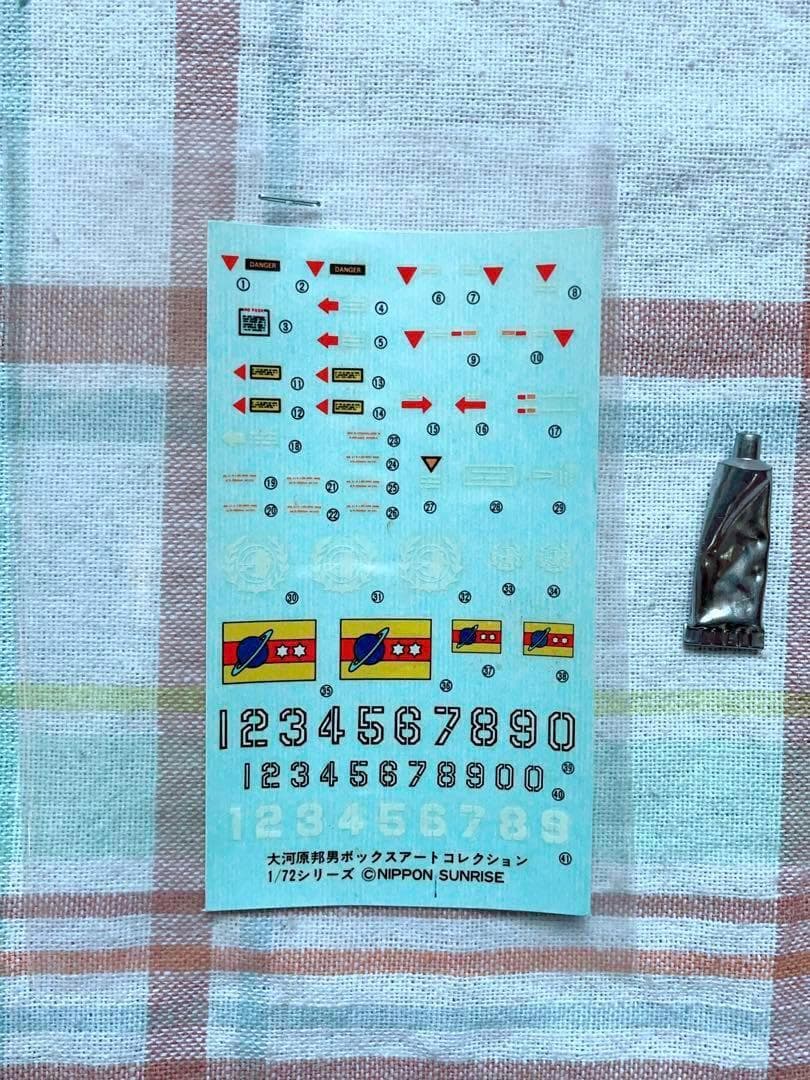 DANGER DANGER
① ② ⑥ ⑦ ⑧
④
③
⑤
⑨ ⑩
⑪ ⑬
⑫ ⑭ ⑮ ⑯ ⑰
⑱ ㉓
㉔
⑲ ㉑ ㉕ ㉗ ㉘ ㉙
⑳ ㉒ ㉖
㉚ ㉛ ㉜ ㉝ ㉞
㉟ ㊱ ㊲ ㊳
1234567890
㊴
1234567890​0
㊵
123456789
大河原邦男ボックスアートコレクション ㊶
1/72シリーズ ©NIPPON SUNRISE